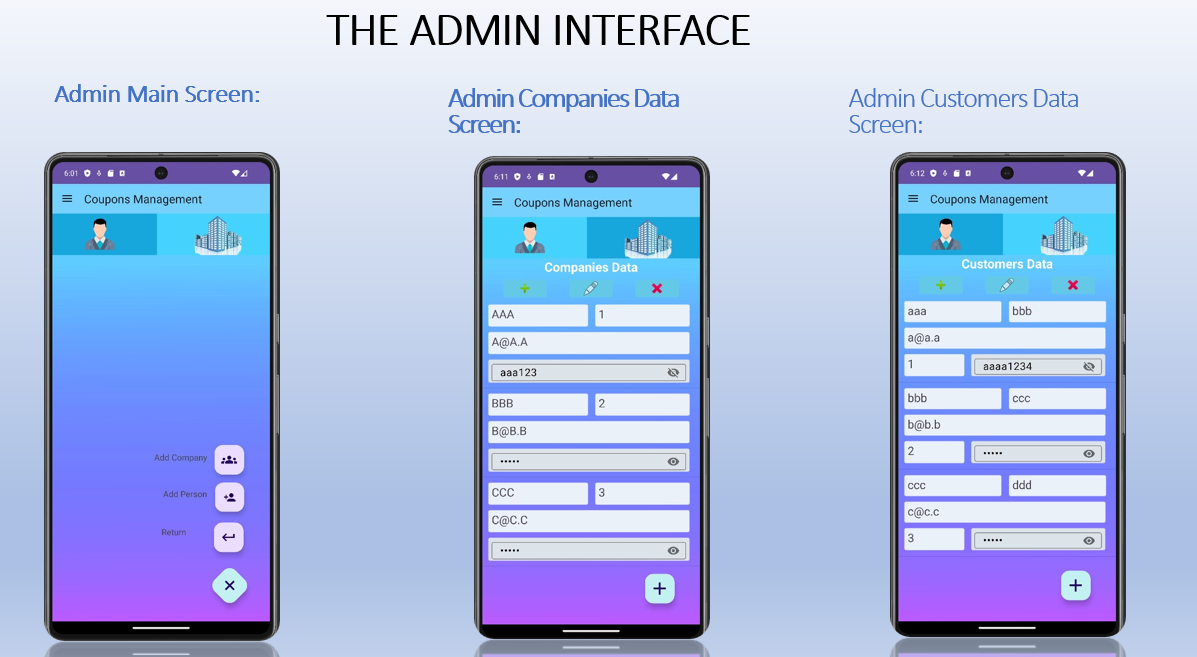 THE ADMIN INTERFACE
Admin Main Screen:
6:01
Coupons Management
Add Company
Add Person
Return
Admin Companies Data
Screen:
6:11
Coupons Management
Companies Data
AAA
1
A@A.A
aaa123
BBB
2
B@B.B
•••••
CCC
3
C@C.C
•••••
Admin Customers Data
Screen:
6:12
Coupons Management
Customers Data
aaa
bbb
a@a.a
1
aaaa1234
bbb
ccc
b@b.b
2
•••••
ccc
ddd
c@c.c
3
•••••